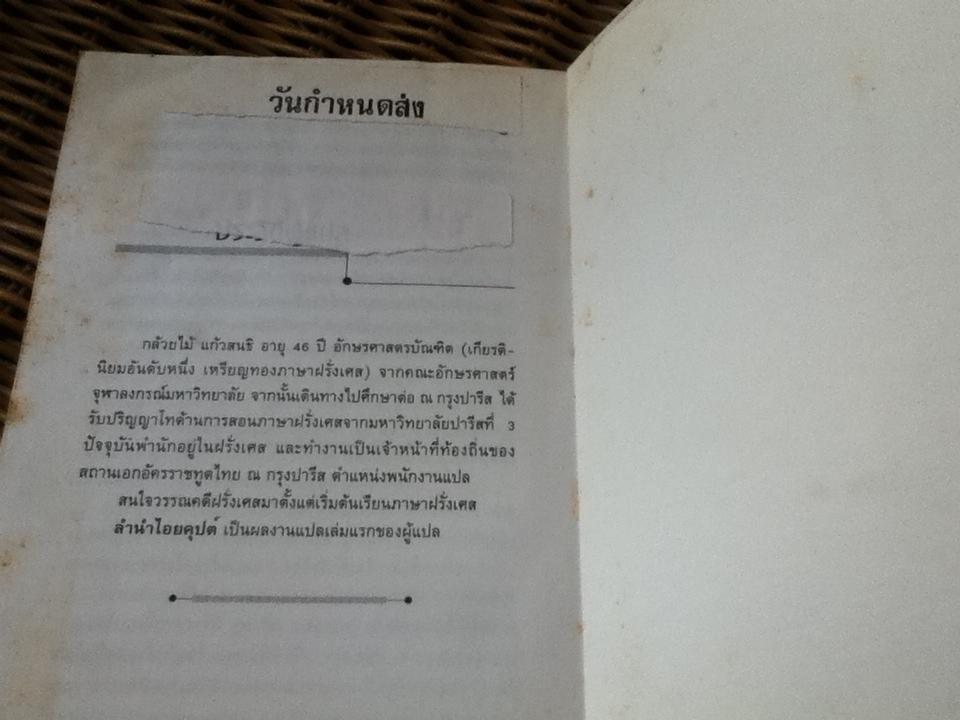 วันกำหนดส่ง
กล้วยไม้ แก้วสนธิ อายุ 46 ปี อักษรศาสตรบัณฑิต (เกียรติ-
นิยมอันดับหนึ่ง เหรียญทองภาษาฝรั่งเศส) จากคณะอักษรศาสตร์
จุฬาลงกรณ์มหาวิทยาลัย จากนั้นเดินทางไปศึกษาต่อ ณ กรุงปารีส ได้
รับปริญญาโทด้านการสอนภาษาฝรั่งเศสจากมหาวิทยาลัยปารีสที่ 3
ปัจจุบันพำนักอยู่ในฝรั่งเศส และทำงานเป็นเจ้าหน้าที่ท้องถิ่นของ
สถานเอกอัครราชทูตไทย ณ กรุงปารีส ตำแหน่งพนักงานแปล
สนใจวรรณคดีฝรั่งเศสมาตั้งแต่เริ่มต้นเรียนภาษาฝรั่งเศส
ลำนำไอยคุปต์ เป็นผลงานแปลเล่มแรกของผู้แปล